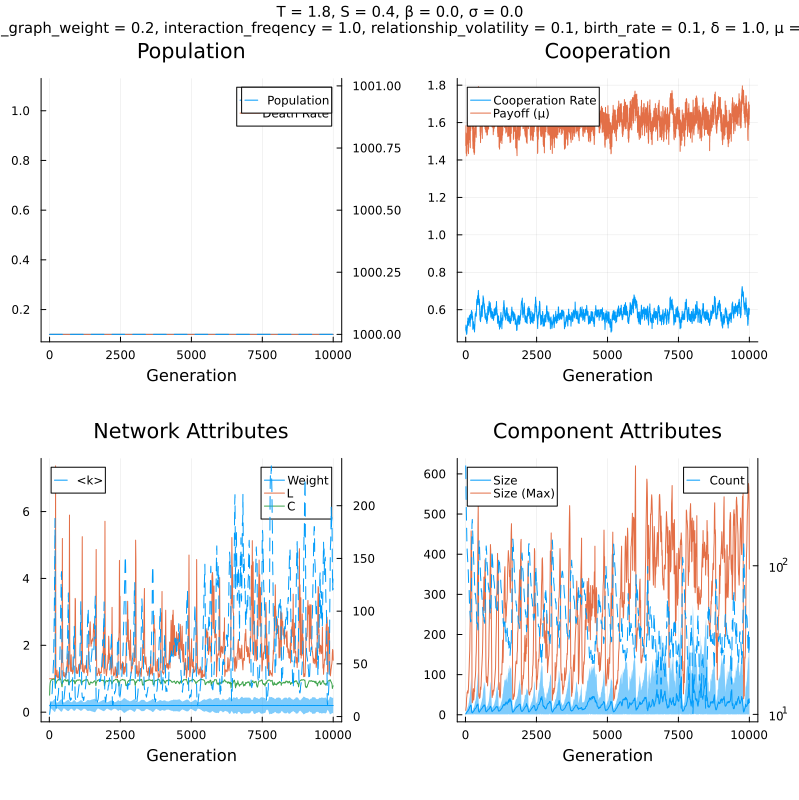 T = 1.8, S = 0.4, β = 0.0, σ = 0.0
_graph_weight = 0.2, interaction_freqency = 1.0, relationship_volatility = 0.1, birth_rate = 0.1, δ = 1.0, μ =
Population Cooperation
1.0
0.8
0.6
0.4
0.2
Population
Death Rate
1001.00
1000.75
1000.50
1000.25
1000.00
0 2500 5000 7500 10000
Generation
1.8
1.6
1.4
1.2
1.0
0.8
0.6
Cooperation Rate
Payoff (μ)
0 2500 5000 7500 10000
Generation
Network Attributes Component Attributes
6
4
2
0
<k>
Weight
L
C
200
150
100
50
0
0 2500 5000 7500 10000
Generation
600
500
400
300
200
100
0
Size
Size (Max)
Count
10²
10¹
0 2500 5000 7500 10000
Generation